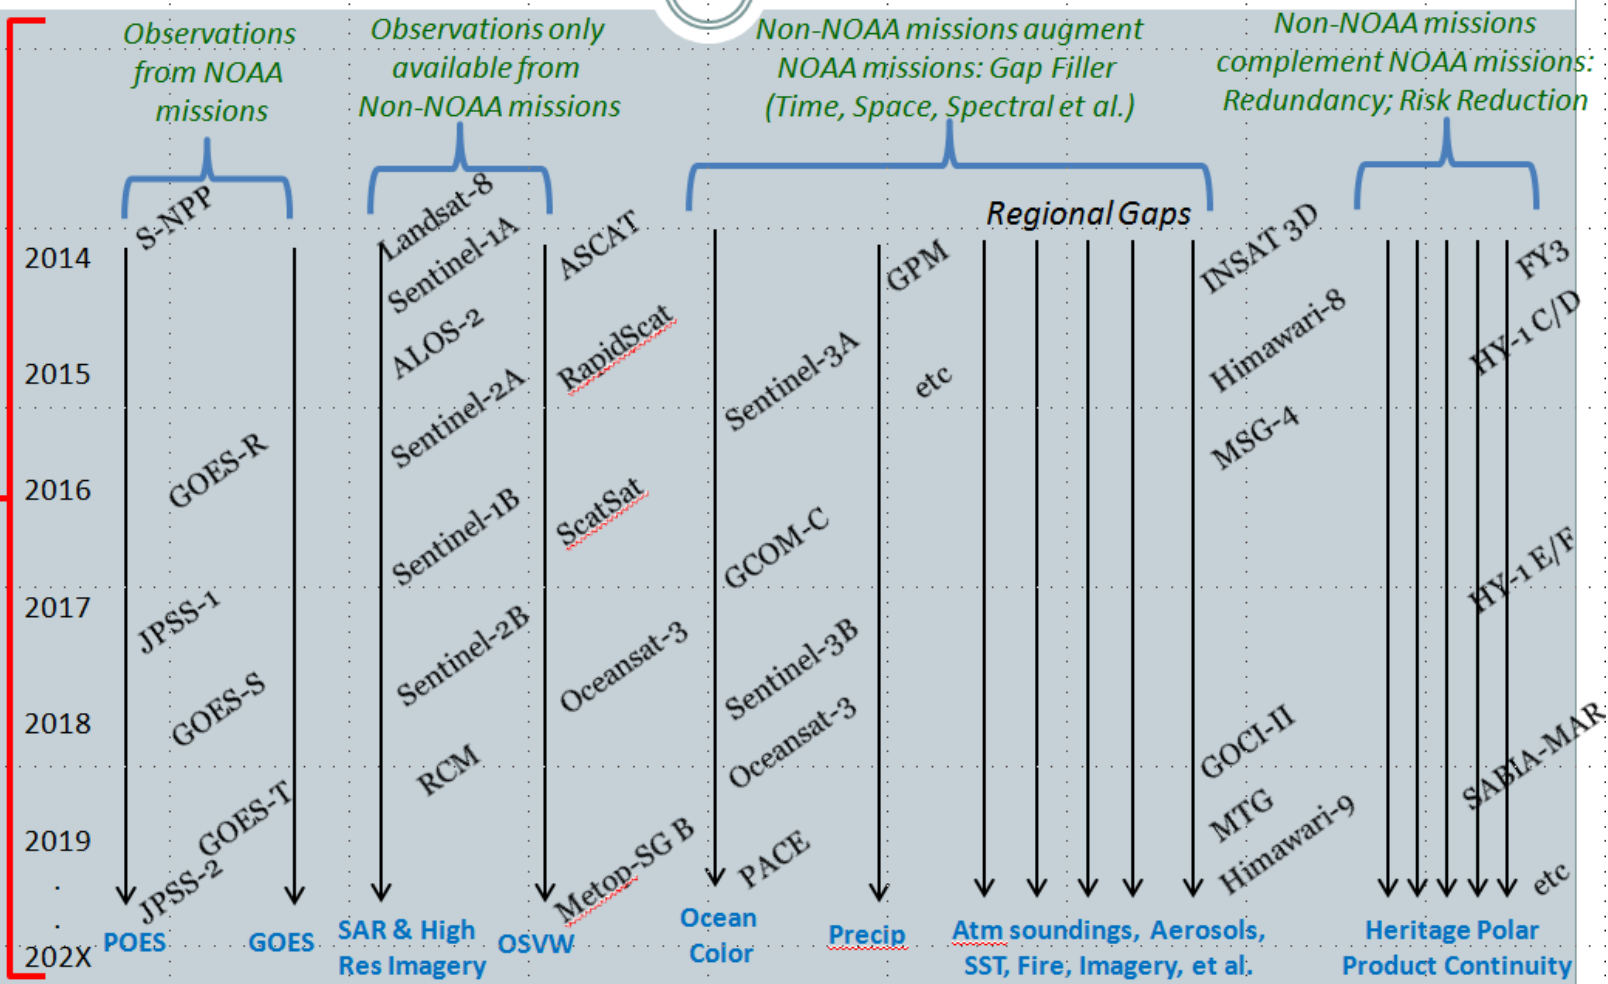 Observations
from NOAA
missions
Observations only
available from
Non-NOAA missions
Non-NOAA missions augment
NOAA missions: Gap Filler
(Time, Space, Spectral et al.)
Non-NOAA missions
complement NOAA missions:
Redundancy; Risk Reduction
Regional Gaps
2014
2015
2016
2017
2018
2019
.
.
202X
S-NPP
GOES-R
JPSS-1
GOES-S
GOES-T
JPSS-2
Landsat-8
Sentinel-1A
ALOS-2
Sentinel-2A
Sentinel-1B
Sentinel-2B
RCM
ASCAT
RapidScat
ScatSat
Oceansat-3
Metop-SG B
Sentinel-3A
GCOM-C
Sentinel-3B
Oceansat-3
PACE
GPM
etc
INSAT 3D
Himawari-8
MSG-4
GOCI-II
MTG
Himawari-9
FY3
HY-1 C/D
HY-1 E/F
SABIA-MAR
etc
POES
GOES
SAR & High
Res Imagery
OSVW
Ocean
Color
Precip
Atm soundings, Aerosols,
SST, Fire, Imagery, et al.
Heritage Polar
Product Continuity